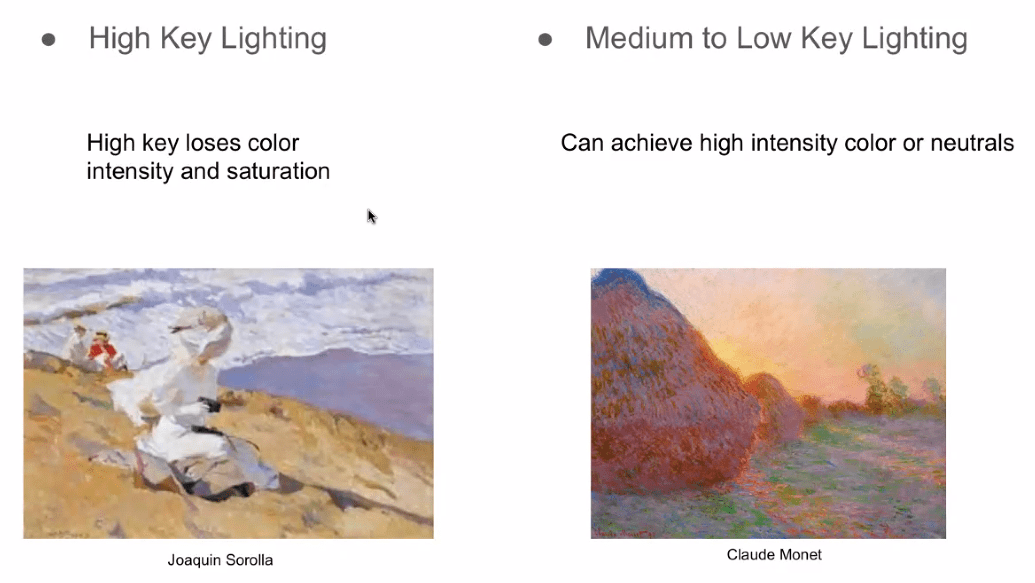 ● High Key Lighting
● Medium to Low Key Lighting
High key loses color
intensity and saturation
Can achieve high intensity color or neutrals
Joaquin Sorolla
Claude Monet